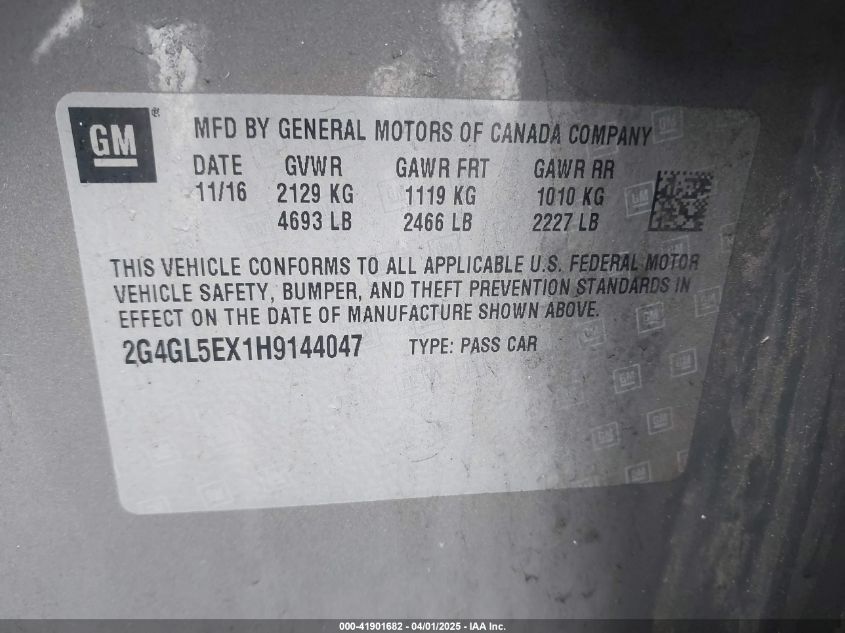 GM
MFD BY GENERAL MOTORS OF CANADA COMPANY
DATE GVWR GAWR FRT GAWR RR
11/16 2129 KG 1119 KG 1010 KG
4693 LB 2466 LB 2227 LB
THIS VEHICLE CONFORMS TO ALL APPLICABLE U.S. FEDERAL MOTOR
VEHICLE SAFETY, BUMPER, AND THEFT PREVENTION STANDARDS IN
EFFECT ON THE DATE OF MANUFACTURE SHOWN ABOVE.
2G4GL5EX1H9144047 TYPE: PASS CAR
000-41901682 - 04/01/2025 - IAA Inc.